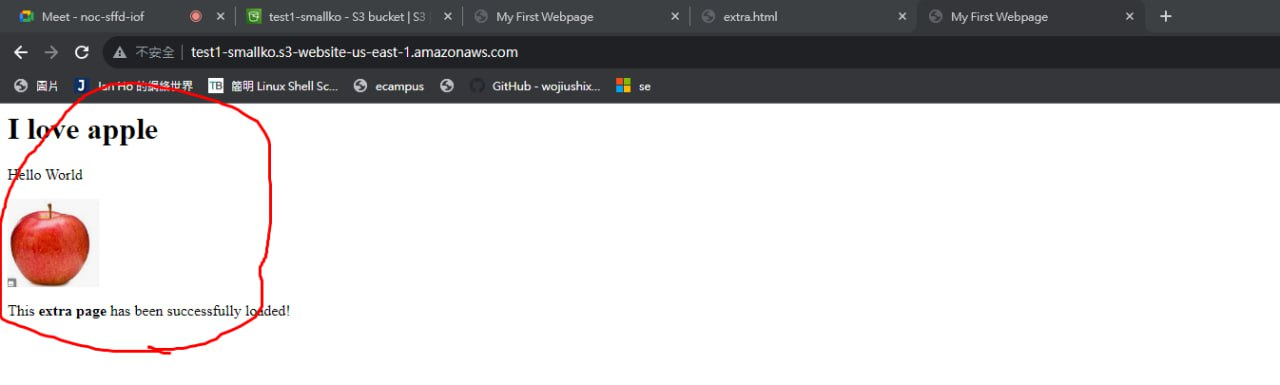 Meet - noc-sffd-iof
test1-smallko - S3 bucket | S3
My First Webpage
extra.html
My First Webpage
不安全 | test1-smallko.s3-website-us-east-1.amazonaws.com
圖片
J Jan Ho 的網絡世界
TB 簡明 Linux Shell Sc...
ecampus
GitHub - wojiushix...
se
I love apple
Hello World
This extra page has been successfully loaded!